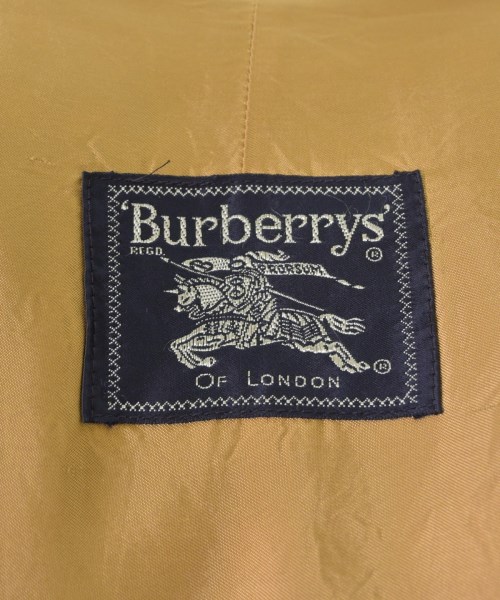 'Burberrys'
REGD.
®
PRORSUM
®
OF LONDON